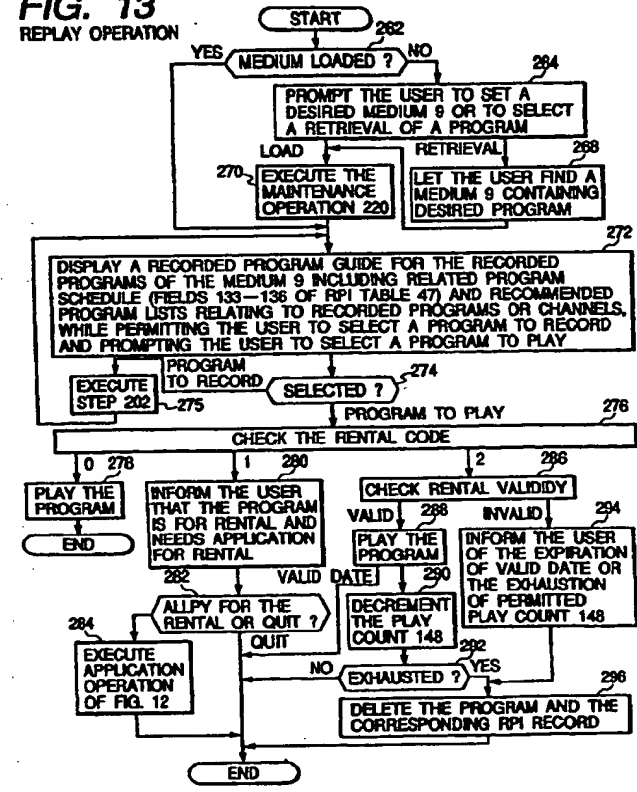 FIG. 13
REPLAY OPERATION
START
262
YES
MEDIUM LOADED ?
NO
264
PROMPT THE USER TO SET A
DESIRED MEDIUM 9 OR TO SELECT
A RETRIEVAL OF A PROGRAM
LOAD
RETRIEVAL
268
270
EXECUTE THE
MAINTENANCE
OPERATION 220
LET THE USER FIND A
MEDIUM 9 CONTAINING
DESIRED PROGRAM
272
DISPLAY A RECORDED PROGRAM GUIDE FOR THE RECORDED
PROGRAMS OF THE MEDIUM 9 INCLUDING RELATED PROGRAM
SCHEDULE (FIELDS 133—136 OF RPI TABLE 47) AND RECOMMENDED
PROGRAM LISTS RELATING TO RECORDED PROGRAMS OR CHANNELS,
WHILE PERMITTING THE USER TO SELECT A PROGRAM TO RECORD
AND PROMPTING THE USER TO SELECT A PROGRAM TO PLAY
PROGRAM
TO RECORD
274
EXECUTE
STEP 202
275
SELECTED ?
PROGRAM TO PLAY
276
CHECK THE RENTAL CODE
0
278
1
280
2
286
PLAY THE
PROGRAM
END
INFORM THE USER
THAT THE PROGRAM
IS FOR RENTAL AND
NEEDS APPLICATION
FOR RENTAL
CHECK RENTAL VALIDIDY
VALID
288
INVALID
294
PLAY THE
PROGRAM
INFORM THE USER
OF THE EXPIRATION
OF VALID DATE OR
THE EXHAUSTION
OF PERMITTED
PLAY COUNT 148
282
VALID DATE
290
ALLPY FOR THE
RENTAL OR QUIT ?
DECREMENT
THE PLAY
COUNT 148
284
QUIT
292
EXECUTE
APPLICATION
OPERATION
OF FIG. 12
NO
EXHAUSTED ?
YES
296
DELETE THE PROGRAM AND THE
CORRESPONDING RPI RECORD
END